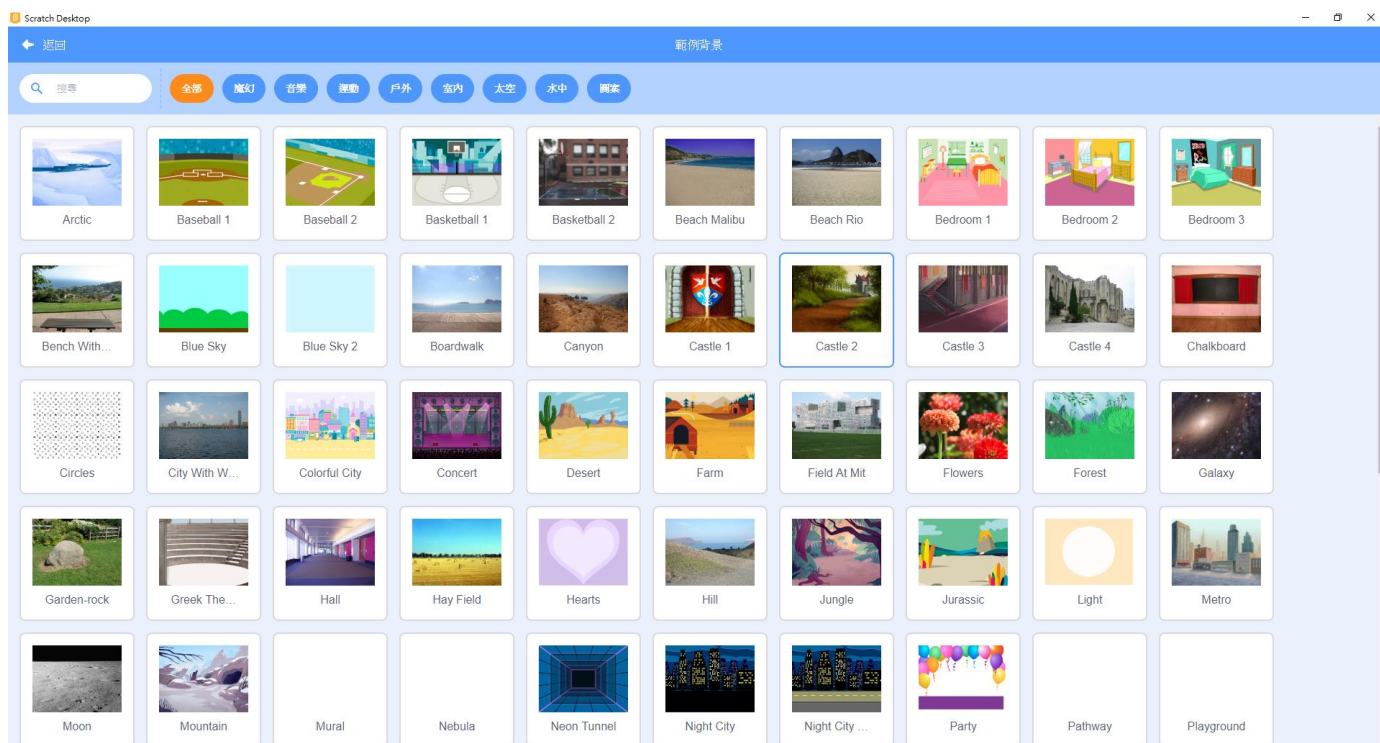 Scratch Desktop
返回
範例背景
搜尋
全部 魔幻 音樂 運動 戶外 室內 太空 水中 圖案
Arctic Baseball 1 Baseball 2 Basketball 1 Basketball 2 Beach Malibu Beach Rio Bedroom 1 Bedroom 2 Bedroom 3
Bench With... Blue Sky Blue Sky 2 Boardwalk Canyon Castle 1 Castle 2 Castle 3 Castle 4 Chalkboard
Circles City With W... Colorful City Concert Desert Farm Field At Mit Flowers Forest Galaxy
Garden-rock Greek The... Hall Hay Field Hearts Hill Jungle Jurassic Light Metro
Moon Mountain Mural Nebula Neon Tunnel Night City Night City ... Party Pathway Playground